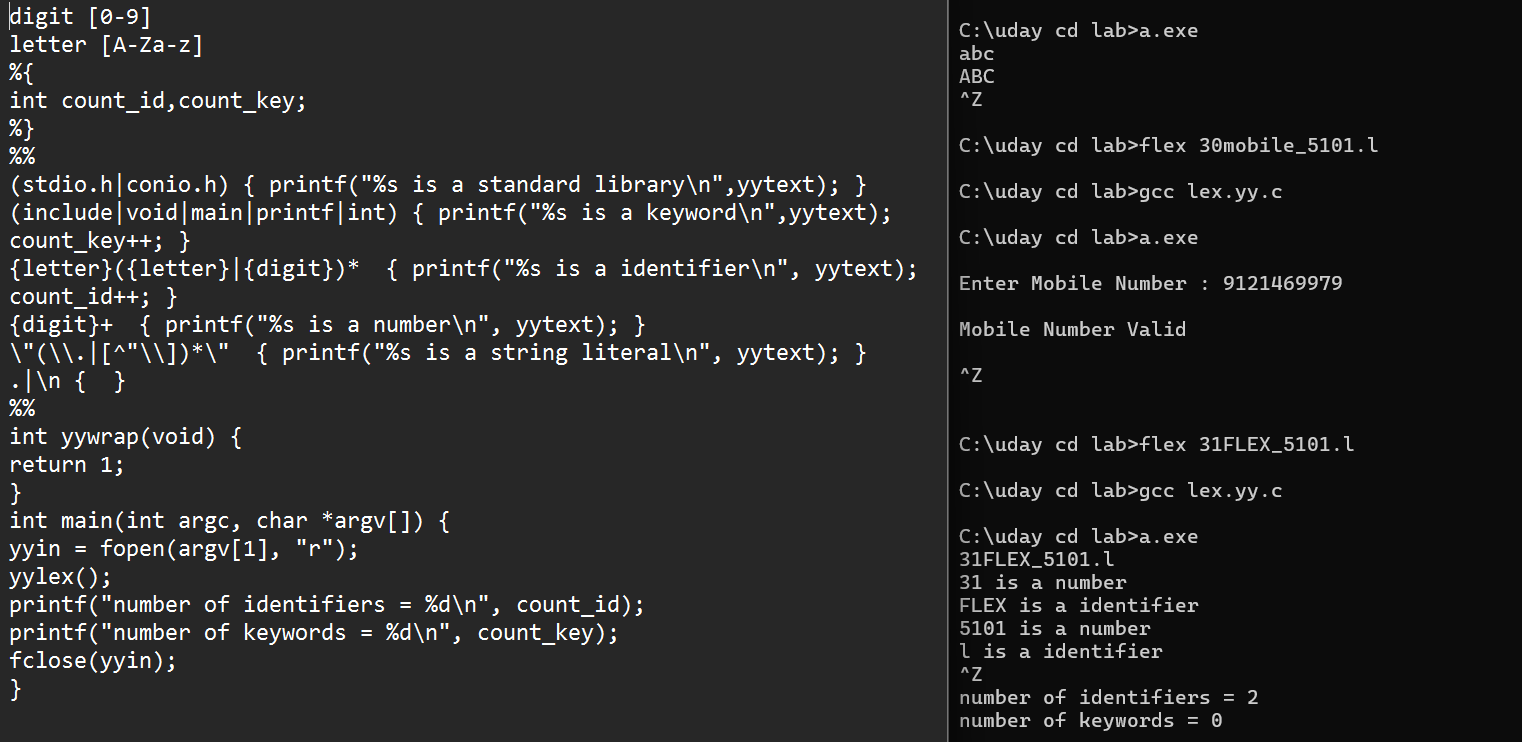 digit [0-9]
letter [A-Za-z]
%{
int count_id,count_key;
%}
%%
(stdio.h|conio.h) { printf("%s is a standard library\n",yytext); }
(include|void|main|printf|int) { printf("%s is a keyword\n",yytext);
count_key++; }
{letter}({letter}|{digit})*  { printf("%s is a identifier\n", yytext);
count_id++; }
{digit}+  { printf("%s is a number\n", yytext); }
\"(\\.|[^"\\])*\"  { printf("%s is a string literal\n", yytext); }
.|\n {  }
%%
int yywrap(void) {
return 1;
}
int main(int argc, char *argv[]) {
yyin = fopen(argv[1], "r");
yylex();
printf("number of identifiers = %d\n", count_id);
printf("number of keywords = %d\n", count_key);
fclose(yyin);
}
C:\uday cd lab>a.exe
abc
ABC
^Z
C:\uday cd lab>flex 30mobile_5101.l
C:\uday cd lab>gcc lex.yy.c
C:\uday cd lab>a.exe
Enter Mobile Number : 9121469979
Mobile Number Valid
^Z
C:\uday cd lab>flex 31FLEX_5101.l
C:\uday cd lab>gcc lex.yy.c
C:\uday cd lab>a.exe
31FLEX_5101.l
31 is a number
FLEX is a identifier
5101 is a number
l is a identifier
^Z
number of identifiers = 2
number of keywords = 0